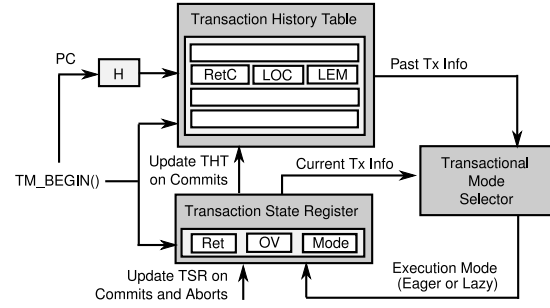 Transaction History Table
PC
H
RetC LOC LEM
Past Tx Info
Update THT
on Commits
Current Tx Info
TM_BEGIN()
Transactional
Mode
Selector
Transaction State Register
Ret OV Mode
Update TSR on
Commits and Aborts
Execution Mode
(Eager or Lazy)